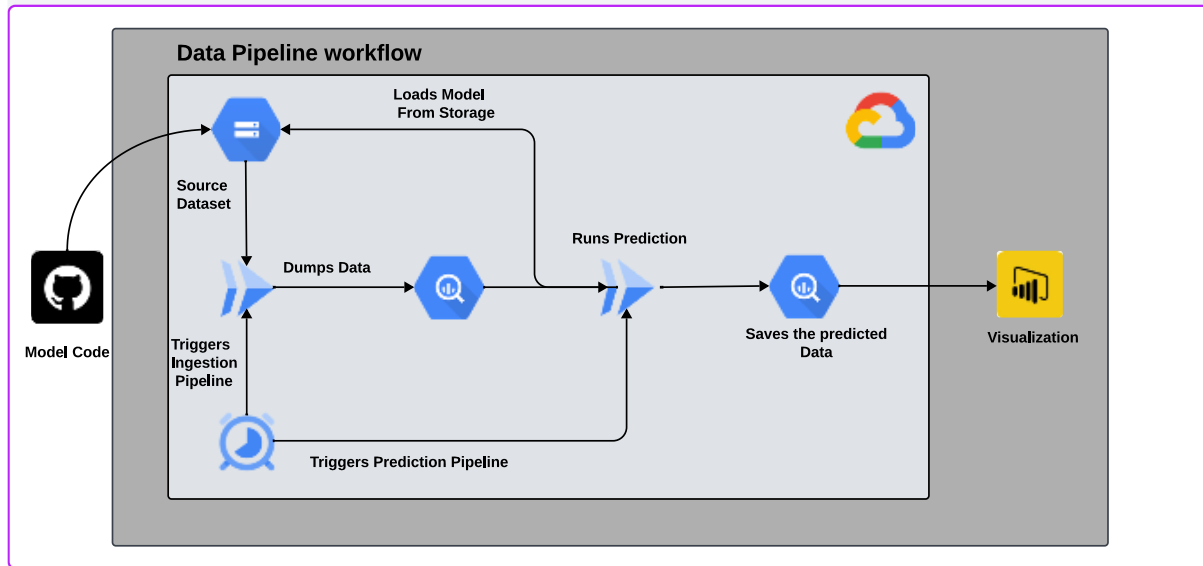 Data Pipeline workflow
Loads Model
From Storage
Source
Dataset
Runs Prediction
Dumps Data
Model Code
Triggers
Ingestion
Pipeline
Saves the predicted
Data
Visualization
Triggers Prediction Pipeline